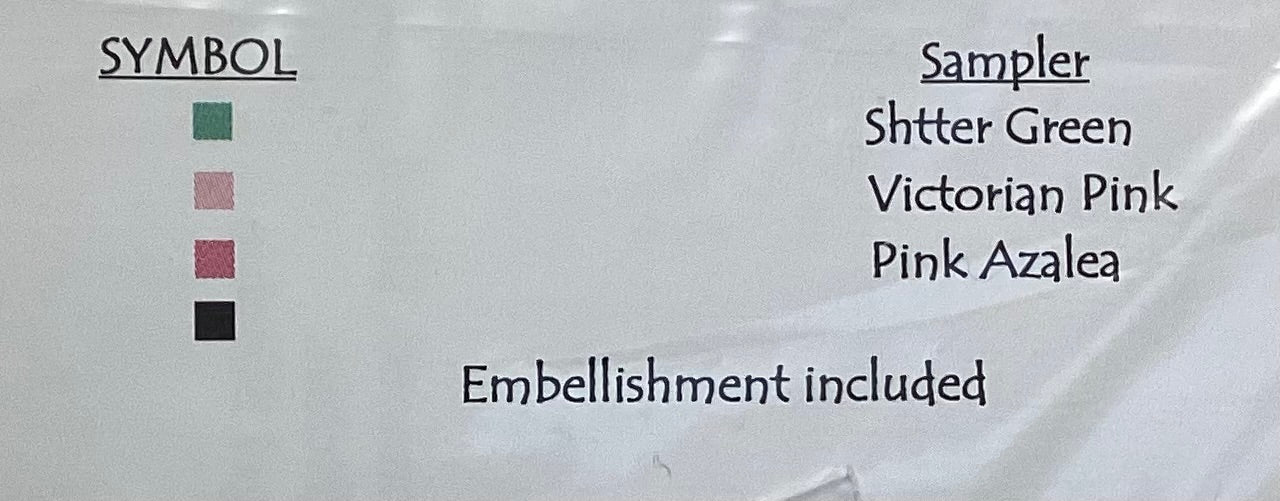 SYMBOL Sampler
Shtter Green
Victorian Pink
Pink Azalea
Embellishment included